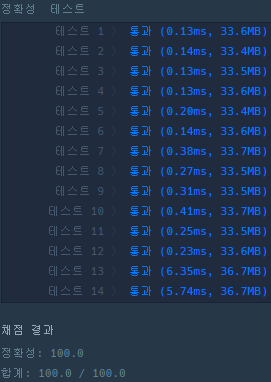 정확성 테스트
테스트 1 〉 통과 (0.13ms, 33.6MB)
테스트 2 〉 통과 (0.14ms, 33.4MB)
테스트 3 〉 통과 (0.13ms, 33.5MB)
테스트 4 〉 통과 (0.13ms, 33.6MB)
테스트 5 〉 통과 (0.20ms, 33.4MB)
테스트 6 〉 통과 (0.14ms, 33.6MB)
테스트 7 〉 통과 (0.38ms, 33.7MB)
테스트 8 〉 통과 (0.27ms, 33.5MB)
테스트 9 〉 통과 (0.31ms, 33.5MB)
테스트 10 〉 통과 (0.41ms, 33.7MB)
테스트 11 〉 통과 (0.25ms, 33.5MB)
테스트 12 〉 통과 (0.23ms, 33.6MB)
테스트 13 〉 통과 (6.35ms, 36.7MB)
테스트 14 〉 통과 (5.74ms, 36.7MB)
채점 결과
정확성: 100.0
합계: 100.0 / 100.0